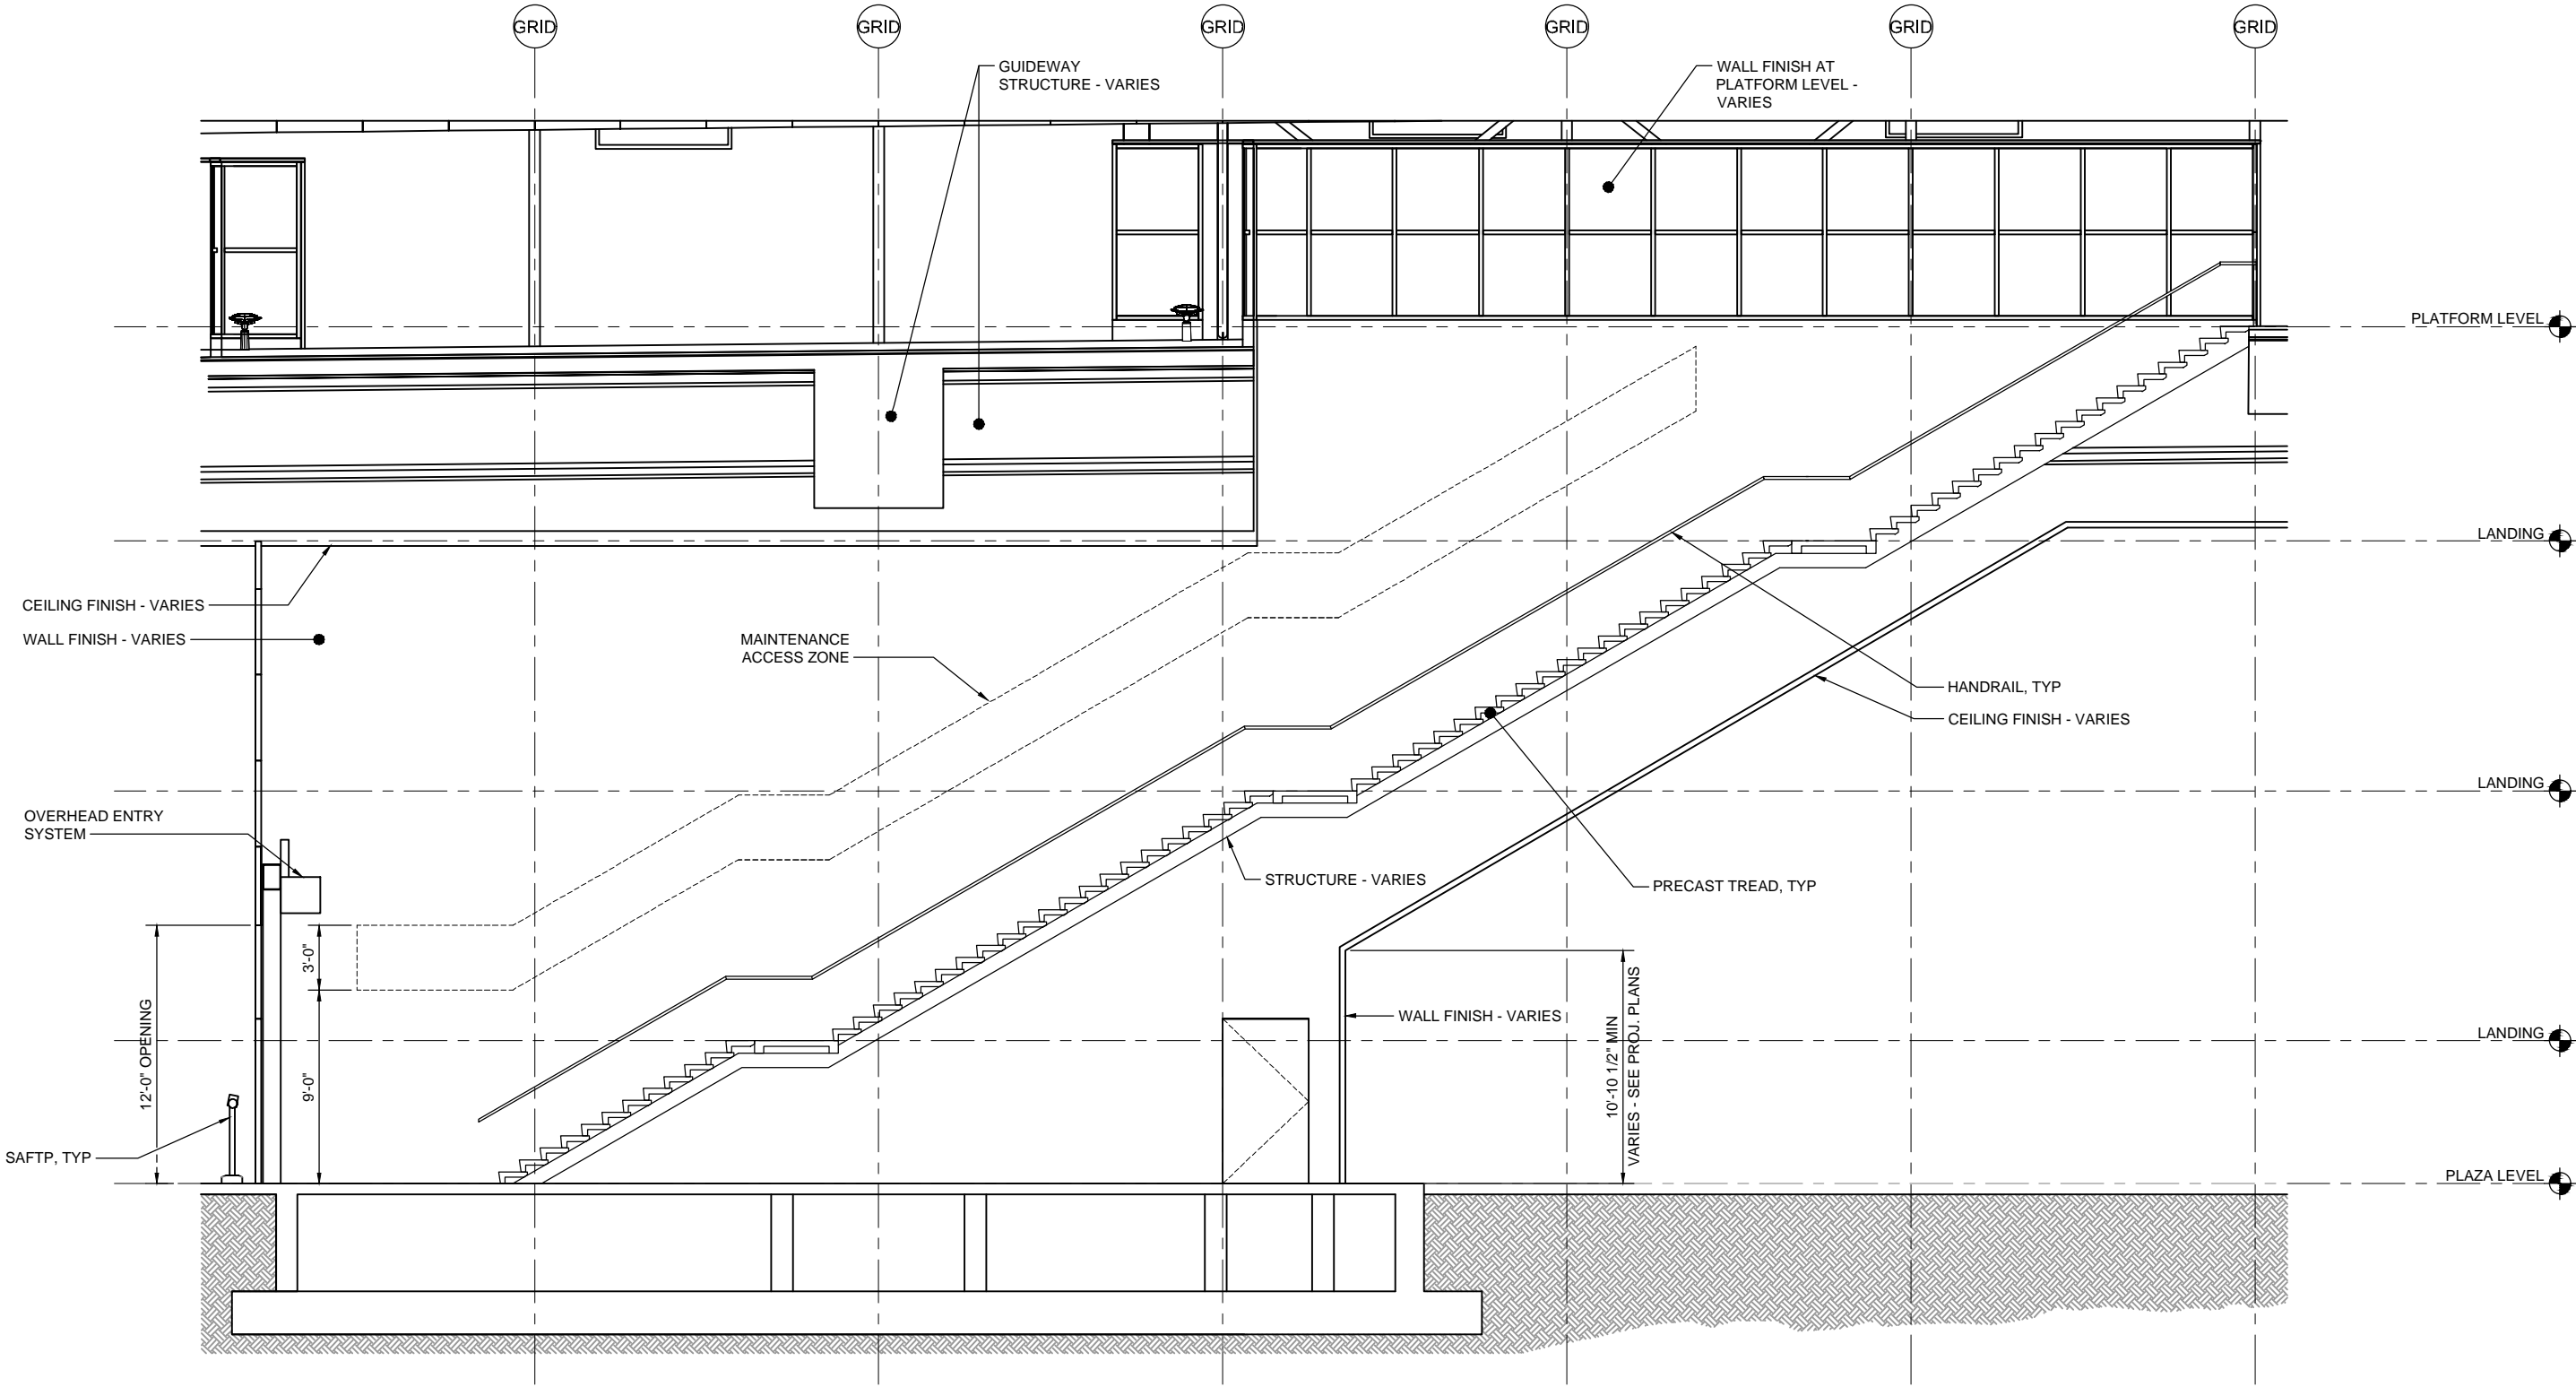 GRID
GRID
GRID
GRID
GRID
GRID
GUIDEWAY
STRUCTURE - VARIES
WALL FINISH AT
PLATFORM LEVEL -
VARIES
PLATFORM LEVEL
LANDING
CEILING FINISH - VARIES
WALL FINISH - VARIES
MAINTENANCE
ACCESS ZONE
HANDRAIL, TYP
CEILING FINISH - VARIES
LANDING
OVERHEAD ENTRY
SYSTEM
STRUCTURE - VARIES
PRECAST TREAD, TYP
3'-0"
12'-0" OPENING
9'-0"
WALL FINISH - VARIES
10'-10 1/2" MIN
VARIES - SEE PROJ. PLANS
LANDING
SAFTP, TYP
PLAZA LEVEL